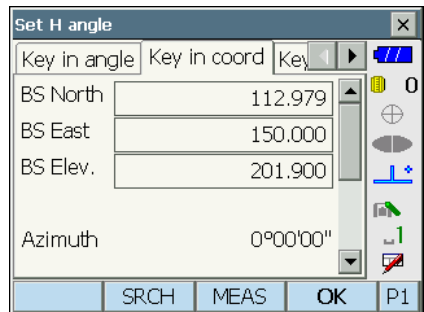 Set H angle
Key in angle Key in coord Key
0
BS North 112.979
BS East 150.000
BS Elev. 201.900
Azimuth 0°00'00"
1
SRCH MEAS OK P1